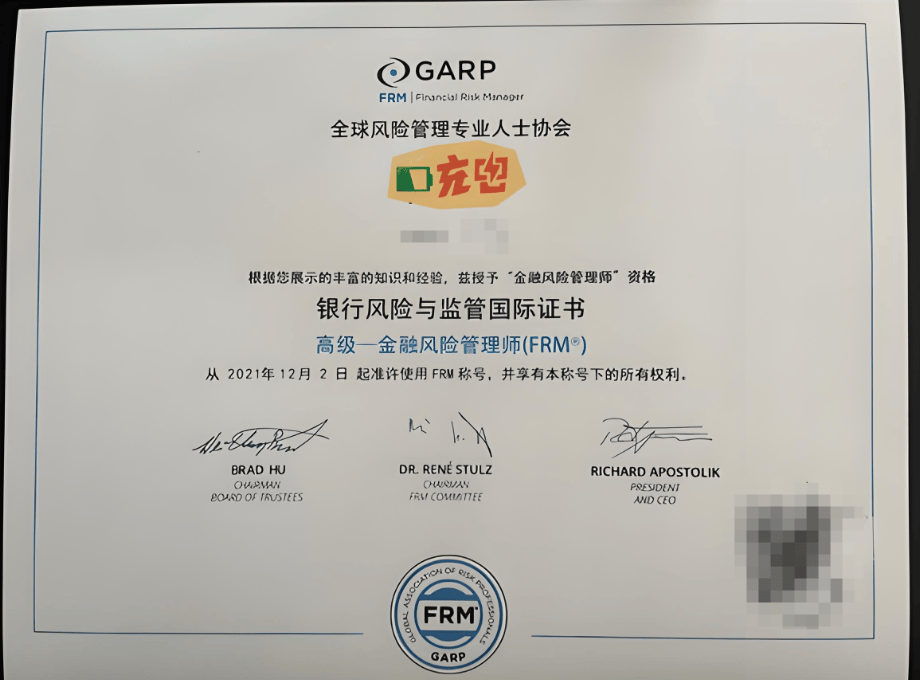 GARP
FRM | Financial Risk Manager
全球风险管理专业人士协会
充电
根据您展示的丰富的知识和经验，兹授予“金融风险管理师”资格
银行风险与监管国际证书
高级—金融风险管理师(FRM®)
从 2021年12月 2 日 起准许使用 FRM 称号，并享有本称号下的所有权利。
BRAD HU
DR. RENÉ STULZ
RICHARD APOSTOLIK
CHAIRMAN
CHAIRMAN
PRESIDENT
BOARD OF TRUSTEES
FRM COMMITTEE
AND CEO
GLOBAL ASSOCIATION OF RISK PROFESSIONALS
FRM
GARP